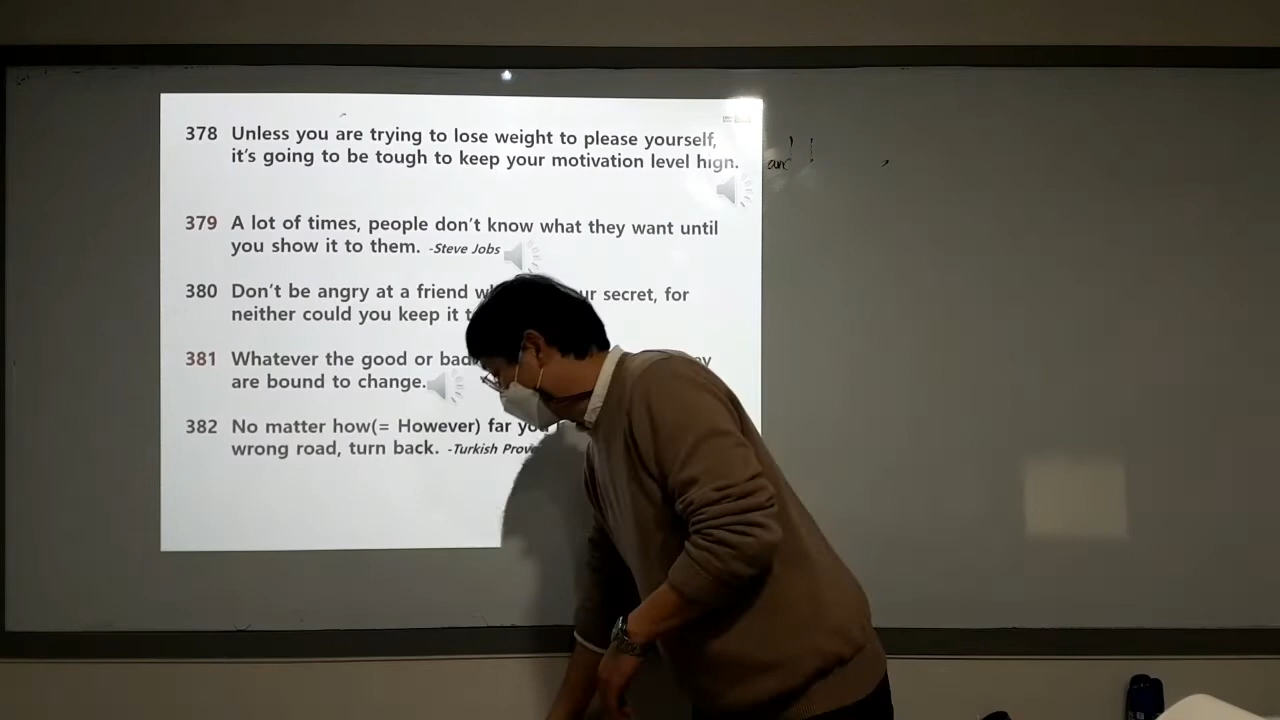 378 Unless you are trying to lose weight to please yourself,
it's going to be tough to keep your motivation level high.
and
379 A lot of times, people don't know what they want until
you show it to them. -Steve Jobs
380 Don't be angry at a friend secret, for
neither could you keep it
381 Whatever the good or bad
are bound to change.
382 No matter how(= However) far you
wrong road, turn back. -Turkish